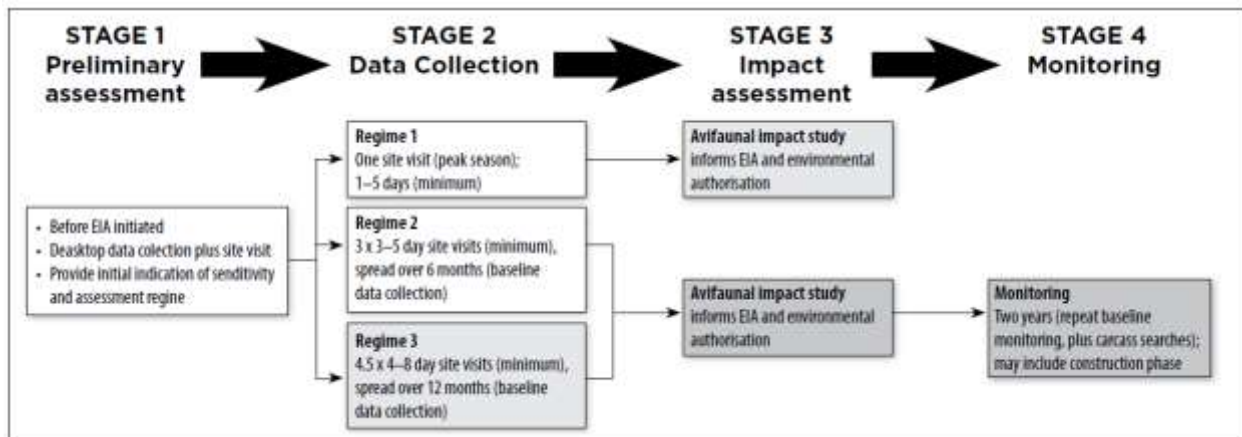 STAGE 1
Preliminary
assessment
STAGE 2
Data Collection
STAGE 3
Impact
assessment
STAGE 4
Monitoring
• Before EIA initiated
• Deasktop data colection plus site visit
• Provide initial indication of senditivity
and assessment regine
Regime 1
One site visit (peak season);
1–5 days (minimum)
Regime 2
3 x 3–5 day site visits (minimum),
spread over 6 months (baseline
data collection)
Regime 3
4.5 x 4–8 day site visits (minimum),
spread over 12 months (baseline
data collection)
Avifaunal impact study
informs EIA and environmental
authorisation
Avifaunal impact study
informs EIA and environmental
authorisation
Monitoring
Two years (repeat baseline
monitoring, plus carcass searches);
may include construction phase